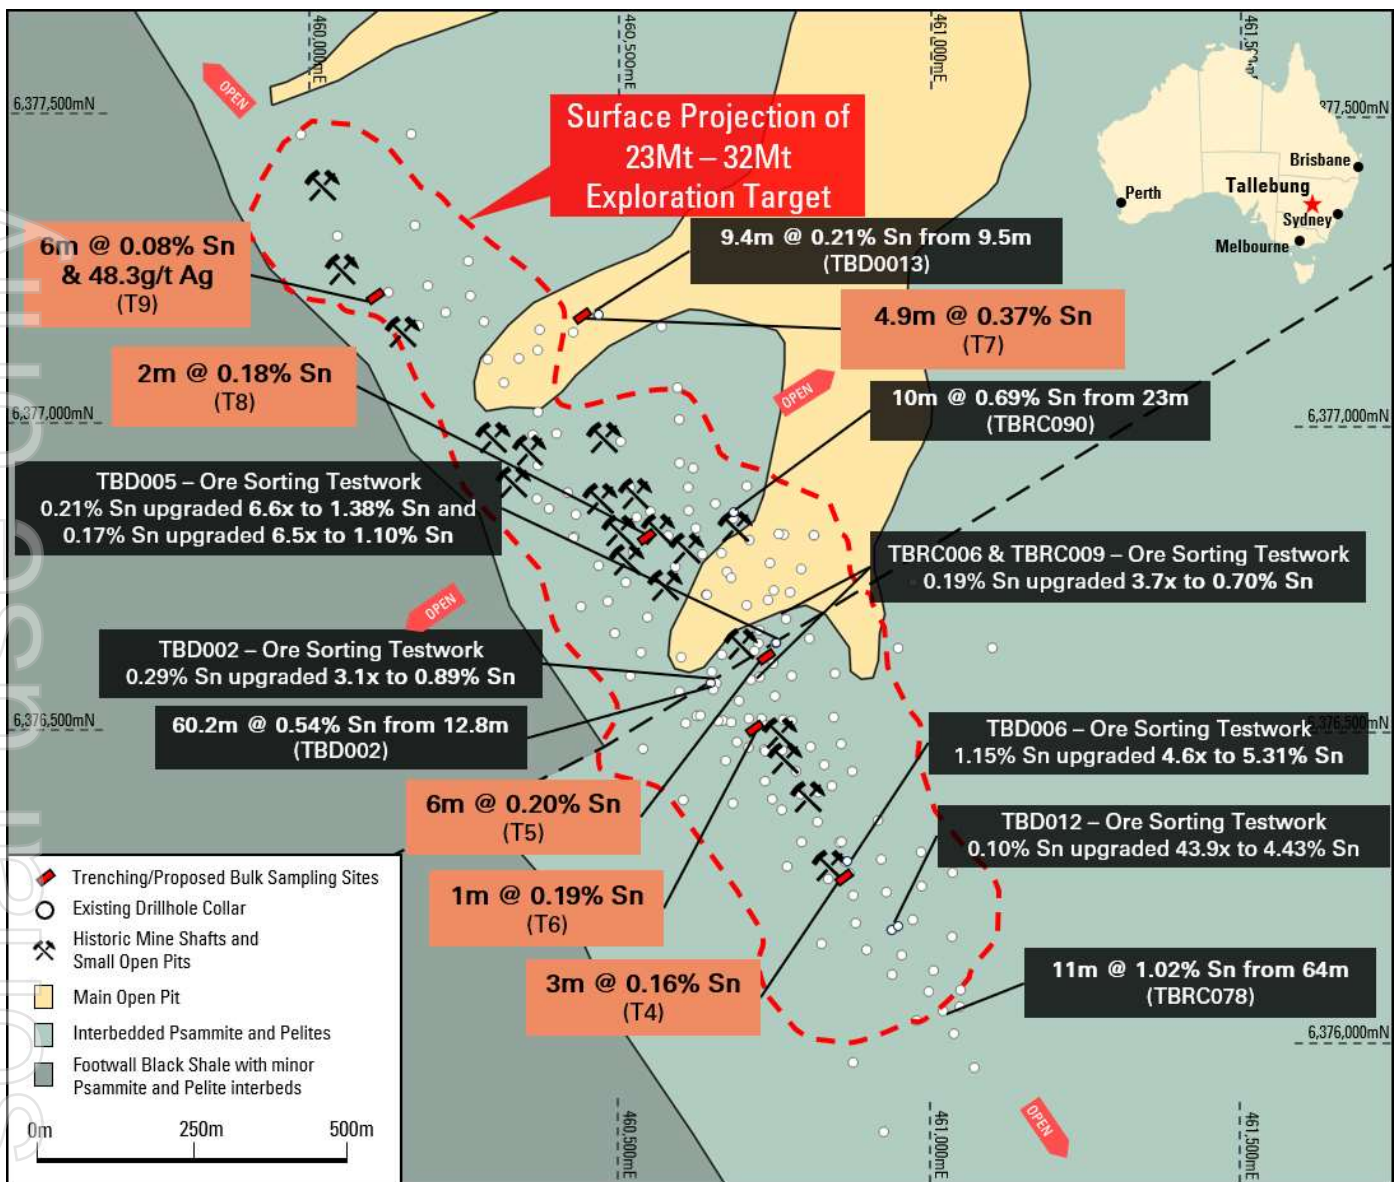 460,000mE
460,500mE
461,000mE
OPEN
6,377,500mN
377,500mN
Surface Projection of
23Mt – 32Mt
Exploration Target
Brisbane
Perth
Tallebung
Sydney
Melbourne
6m @ 0.08% Sn
& 48.3g/t Ag
(T9)
9.4m @ 0.21% Sn from 9.5m
(TBD0013)
4.9m @ 0.37% Sn
(T7)
2m @ 0.18% Sn
(T8)
OPEN
10m @ 0.69% Sn from 23m
(TBRC090)
6,377,000mN
6,377,000mN
TBD005 – Ore Sorting Testwork
0.21% Sn upgraded 6.6x to 1.38% Sn and
0.17% Sn upgraded 6.5x to 1.10% Sn
TBRC006 & TBRC009 – Ore Sorting Testwork
0.19% Sn upgraded 3.7x to 0.70% Sn
OPEN
TBD002 – Ore Sorting Testwork
0.29% Sn upgraded 3.1x to 0.89% Sn
6,376,500mN
6,376,500mN
60.2m @ 0.54% Sn from 12.8m
(TBD002)
TBD006 – Ore Sorting Testwork
1.15% Sn upgraded 4.6x to 5.31% Sn
6m @ 0.20% Sn
(T5)
TBD012 – Ore Sorting Testwork
0.10% Sn upgraded 43.9x to 4.43% Sn
1m @ 0.19% Sn
(T6)
3m @ 0.16% Sn
(T4)
11m @ 1.02% Sn from 64m
(TBRC078)
6,376,000mN
Trenching/Proposed Bulk Sampling Sites
Existing Drillhole Collar
Historic Mine Shafts and
Small Open Pits
Main Open Pit
Interbedded Psammite and Pelites
Footwall Black Shale with minor
Psammite and Pelite interbeds
0m 250m 500m
460,500mE
461,000mE
461,500mE
OPEN